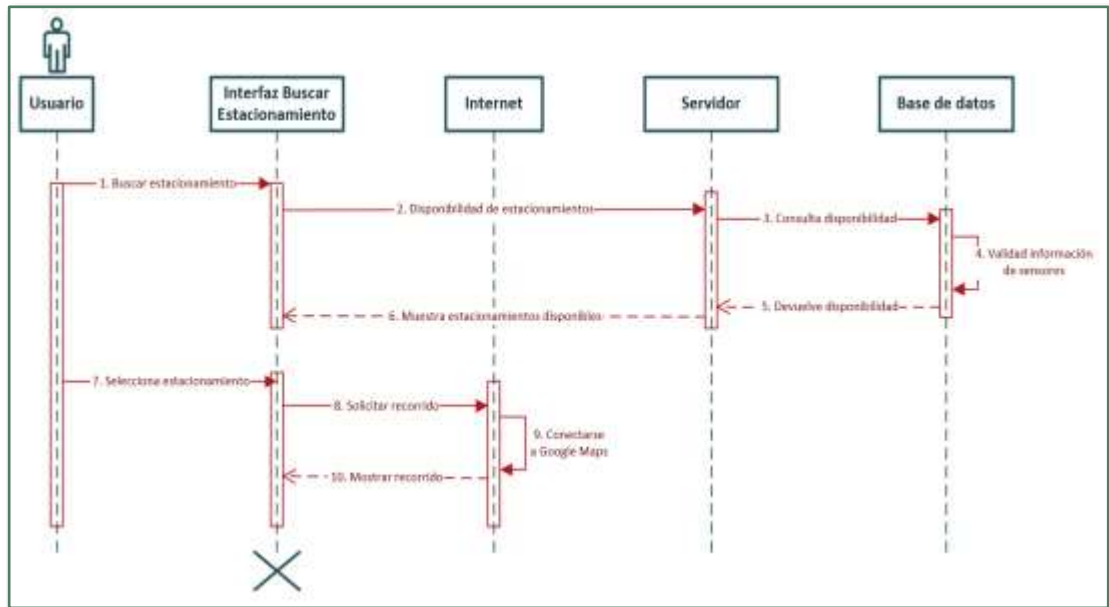 Usuario
Interfaz Buscar
Estacionamiento
Internet
Servidor
Base de datos
1. Buscar estacionamiento
2. Disponibilidad de estacionamientos
3. Consulta disponibilidad
4. Validad información
de sensores
5. Devuelve disponibilidad
6. Muestra estacionamientos disponibles
7. Selecciona estacionamiento
8. Solicitar recorrido
9. Conectarse
a Google Maps
10. Mostrar recorrido